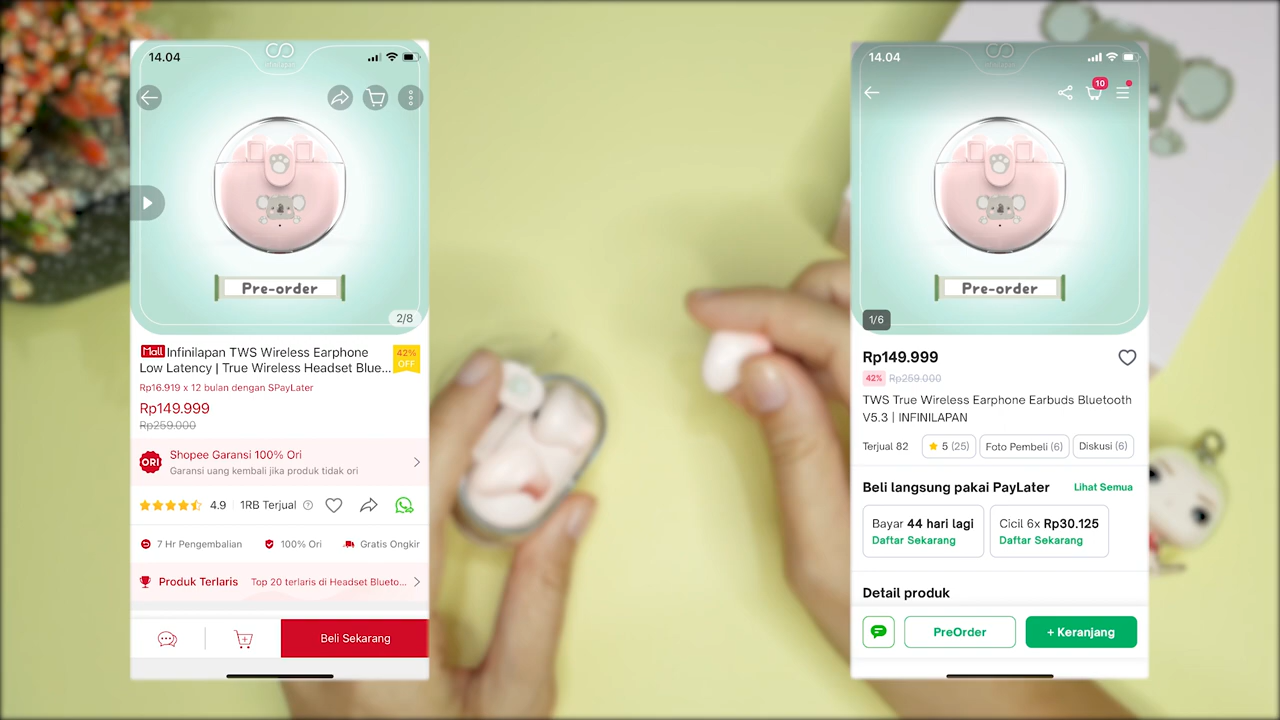 14.04
infinilapan
Pre-order
2/8
Mall Infinilapan TWS Wireless Earphone
Low Latency | True Wireless Headset Blue...
42%
OFF
Rp16.919 x 12 bulan dengan SPayLater
Rp149.999
Rp259.000
ORI
Shopee Garansi 100% Ori
Garansi uang kembali jika produk tidak ori
4.9
1RB Terjual
7 Hr Pengembalian
100% Ori
Gratis Ongkir
Produk Terlaris
Top 20 terlaris di Headset Blueto...
Beli Sekarang
14.04
infinilapan
10
Pre-order
1/6
Rp149.999
42% Rp259.000
TWS True Wireless Earphone Earbuds Bluetooth
V5.3 | INFINILAPAN
Terjual 82
5 (25)
Foto Pembeli (6)
Diskusi (6)
Beli langsung pakai PayLater
Lihat Semua
Bayar 44 hari lagi
Daftar Sekarang
Cicil 6x Rp30.125
Daftar Sekarang
Detail produk
PreOrder
+ Keranjang